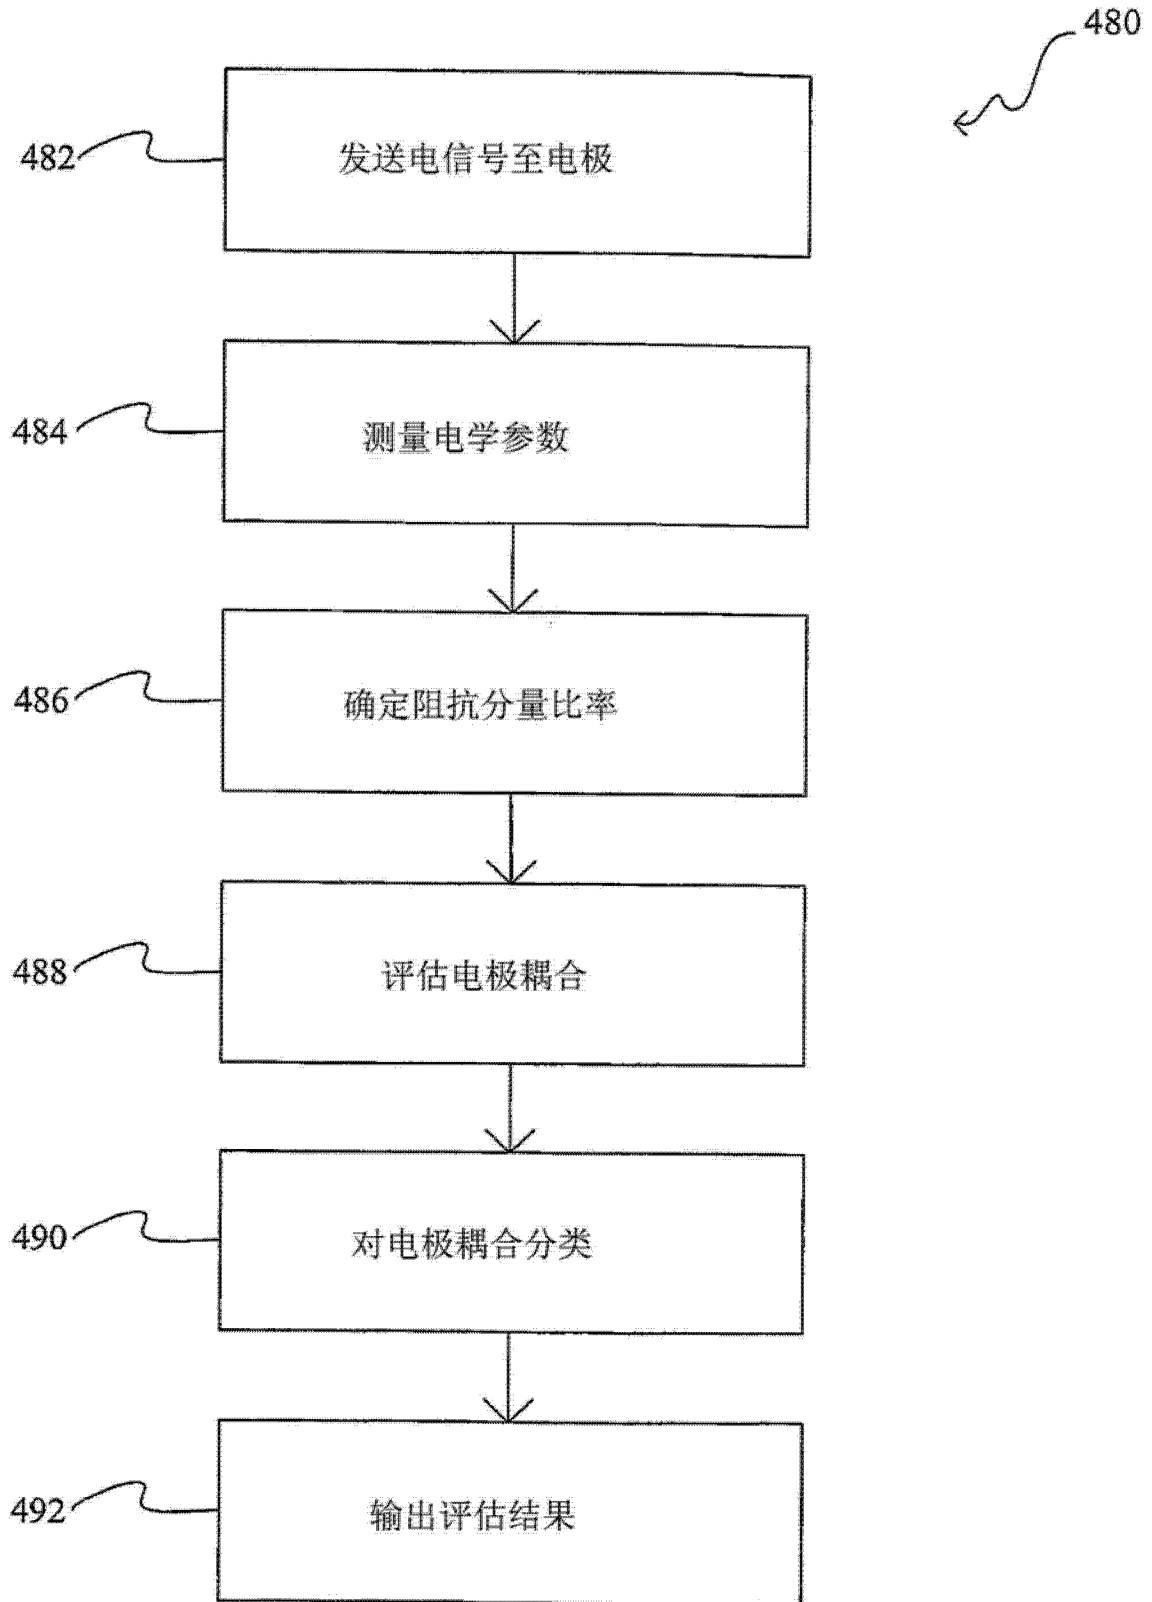 480
482
发送电信号至电极
484
测量电学参数
486
确定阻抗分量比率
488
评估电极耦合
490
对电极耦合分类
492
输出评估结果